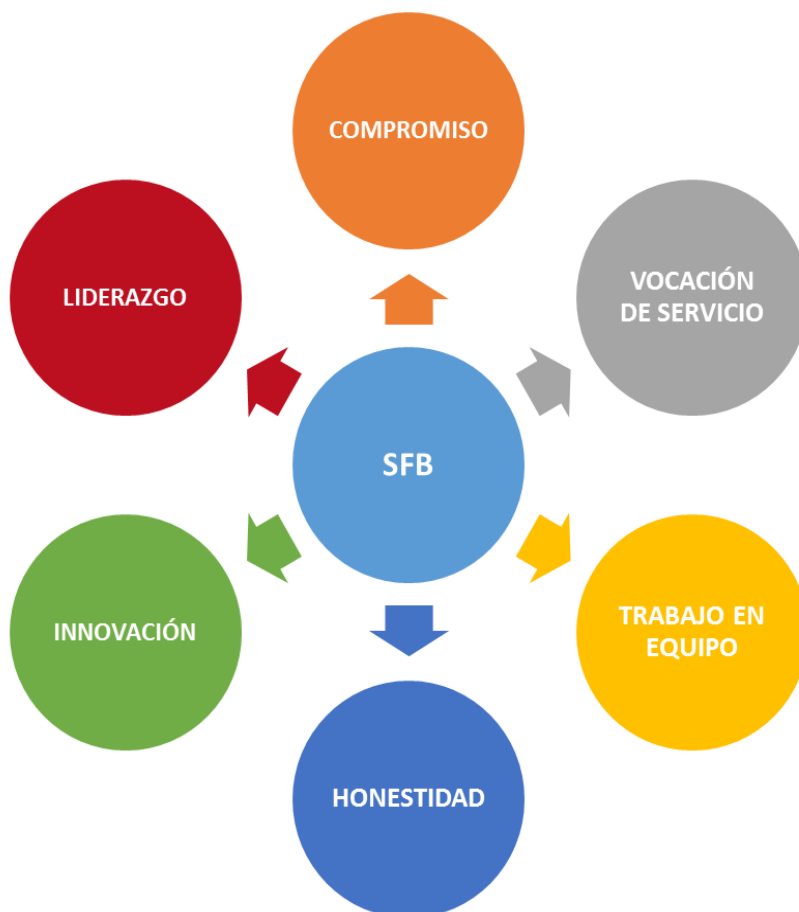 COMPROMISO
VOCACIÓN
DE SERVICIO
LIDERAZGO
SFB
TRABAJO EN
EQUIPO
INNOVACIÓN
HONESTIDAD